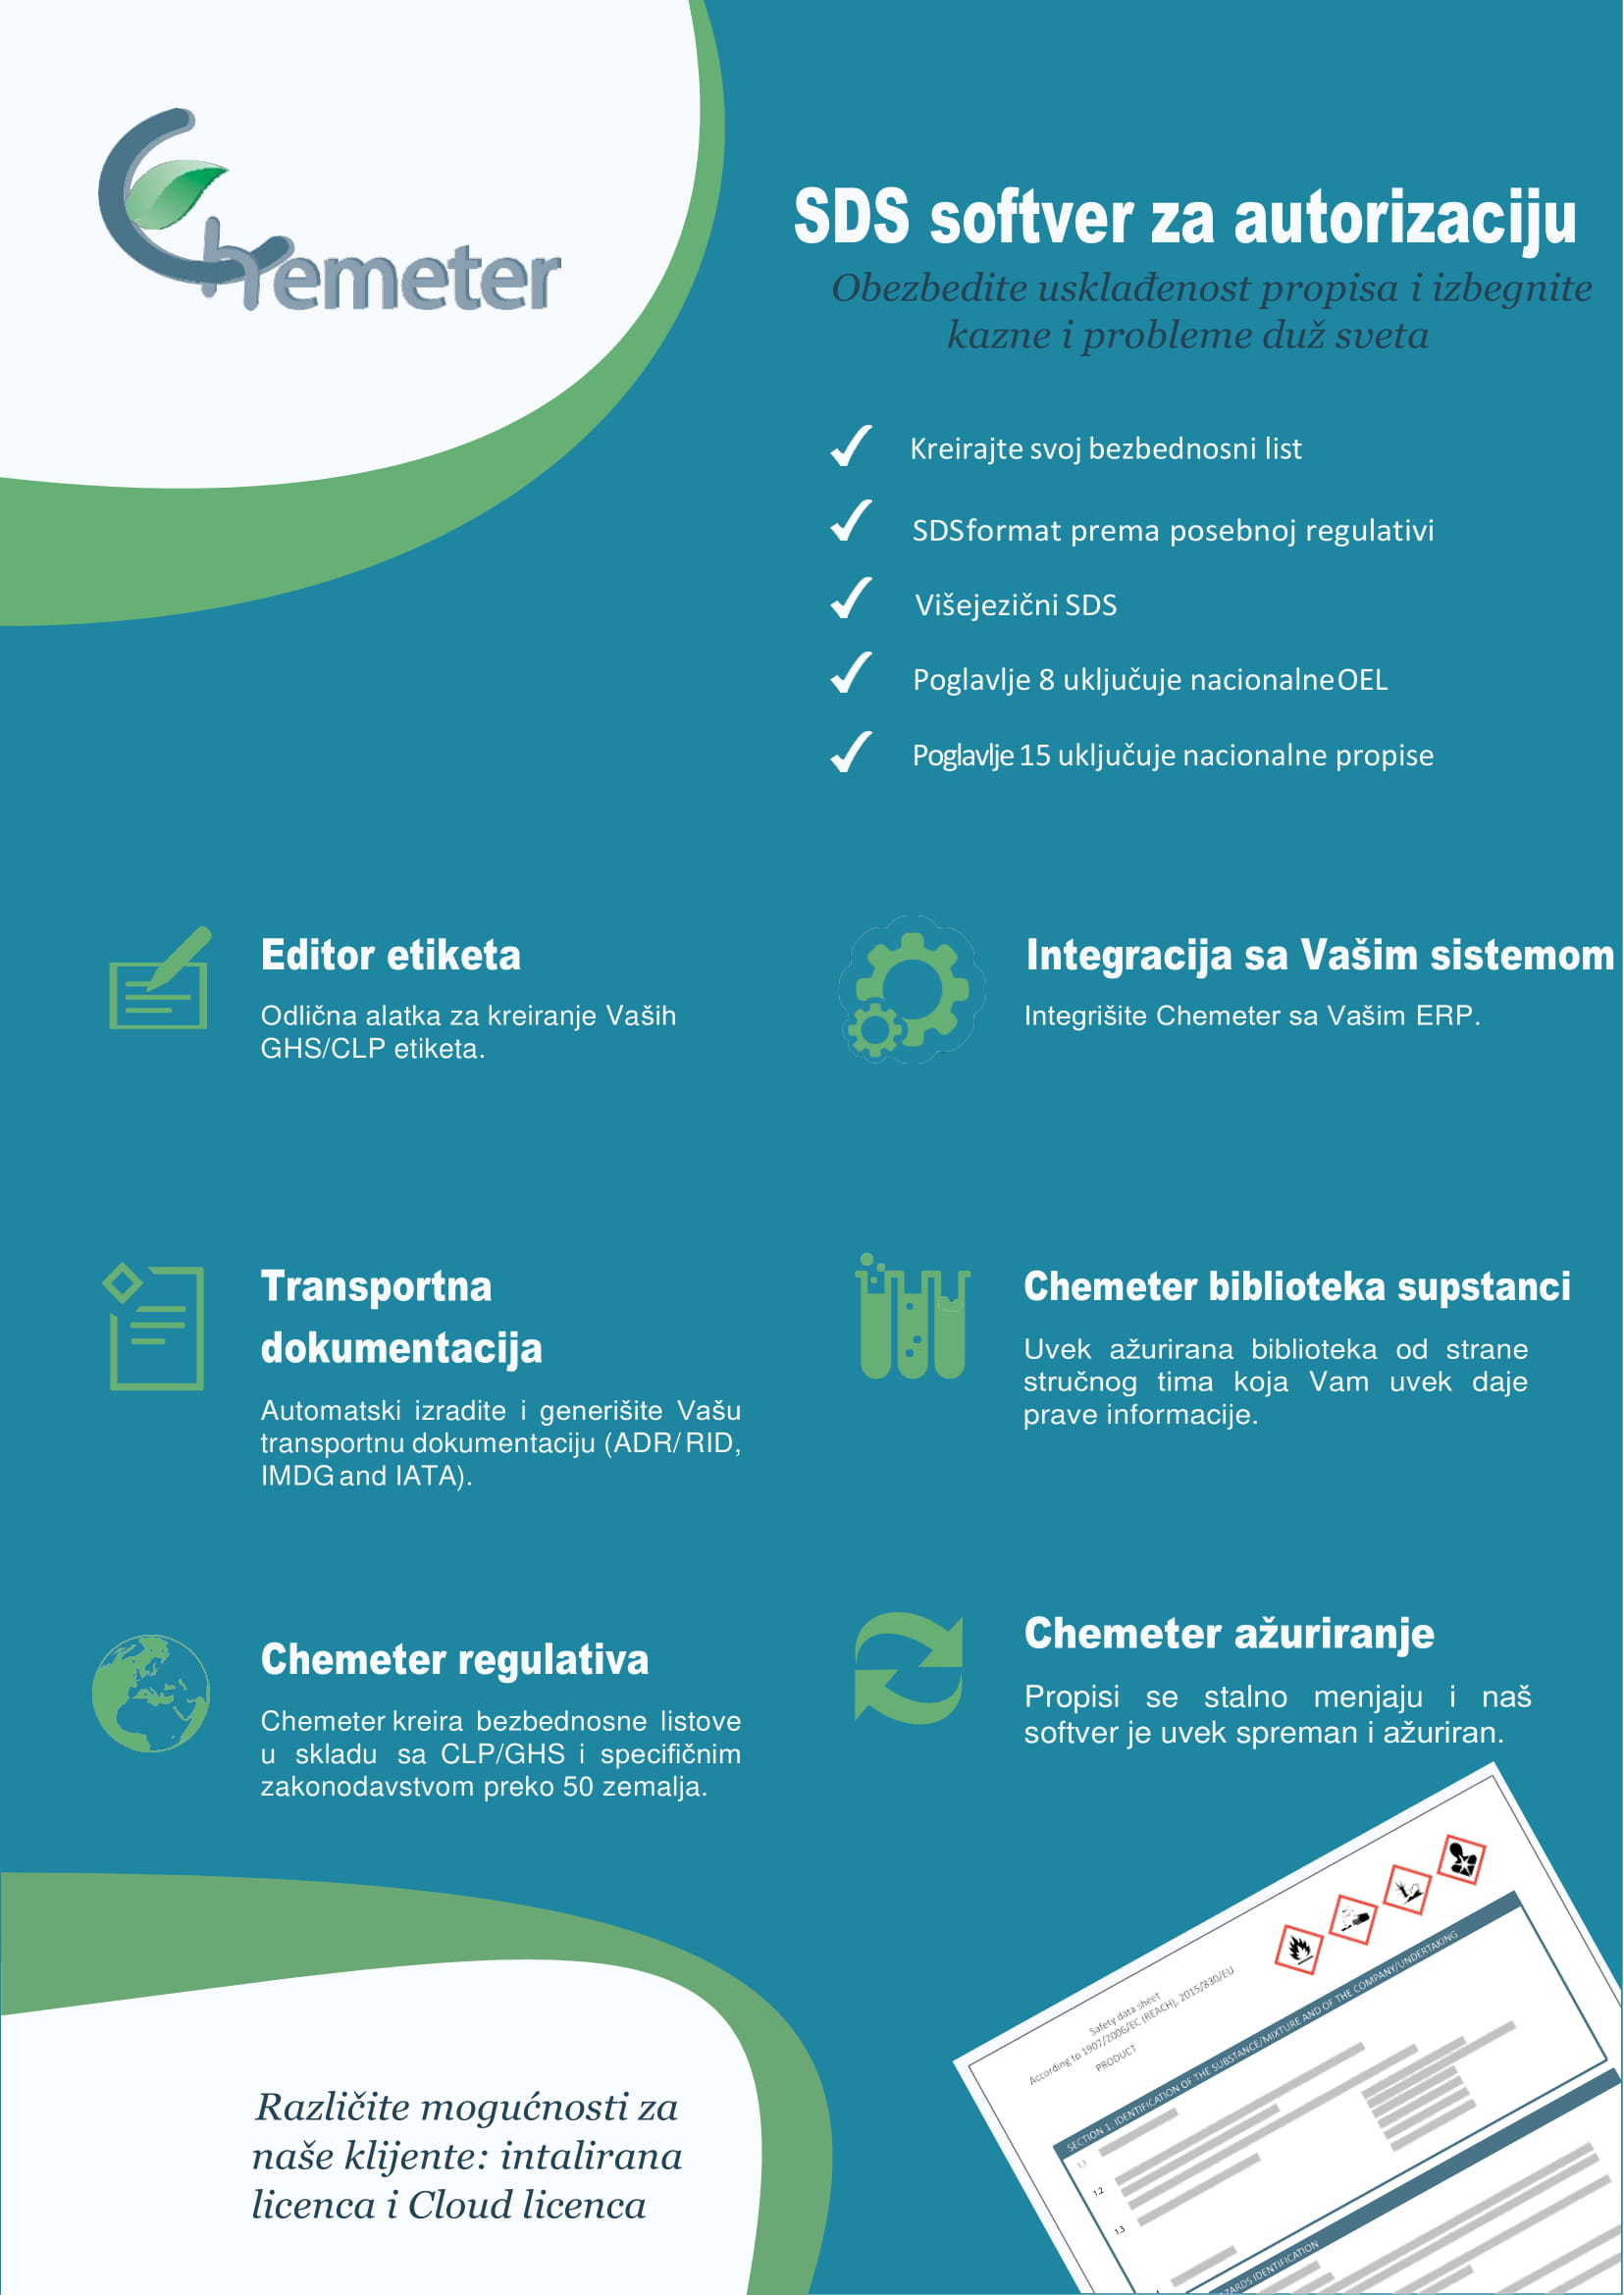 Chemeter
SDS softver za autorizaciju
Obezbedite usklađenost propisa i izbegnite
kazne i probleme duž sveta
Kreirajte svoj bezbednosni list
SDS format prema posebnoj regulativi
Višejezični SDS
Poglavlje 8 uključuje nacionalne OEL
Poglavlje 15 uključuje nacionalne propise
Editor etiketa
Odlična alatka za kreiranje Vaših
GHS/CLP etiketa.
Integracija sa Vašim sistemom
Integrišite Chemeter sa Vašim ERP.
Transportna
dokumentacija
Automatski izradite i generišite Vašu
transportnu dokumentaciju (ADR/ RID,
IMDG and IATA).
Chemeter biblioteka supstanci
Uvek ažurirana biblioteka od strane
stručnog tima koja Vam uvek daje
prave informacije.
Chemeter regulativa
Chemeter kreira bezbednosne listove
u skladu sa CLP/GHS i specifičnim
zakonodavstvom preko 50 zemalja.
Chemeter ažuriranje
Propisi se stalno menjaju i naš
softver je uvek spreman i ažuriran.
Različite mogućnosti za
naše klijente: intalirana
licenca i Cloud licenca
Safety data sheet
According to 1907/2006/EC (REACH), 2015/830/EU
PRODUCT
SECTION 1: IDENTIFICATION OF THE SUBSTANCE/MIXTURE AND OF THE COMPANY/UNDERTAKING
1.1
1.2
1.3
IDENTIFICATION